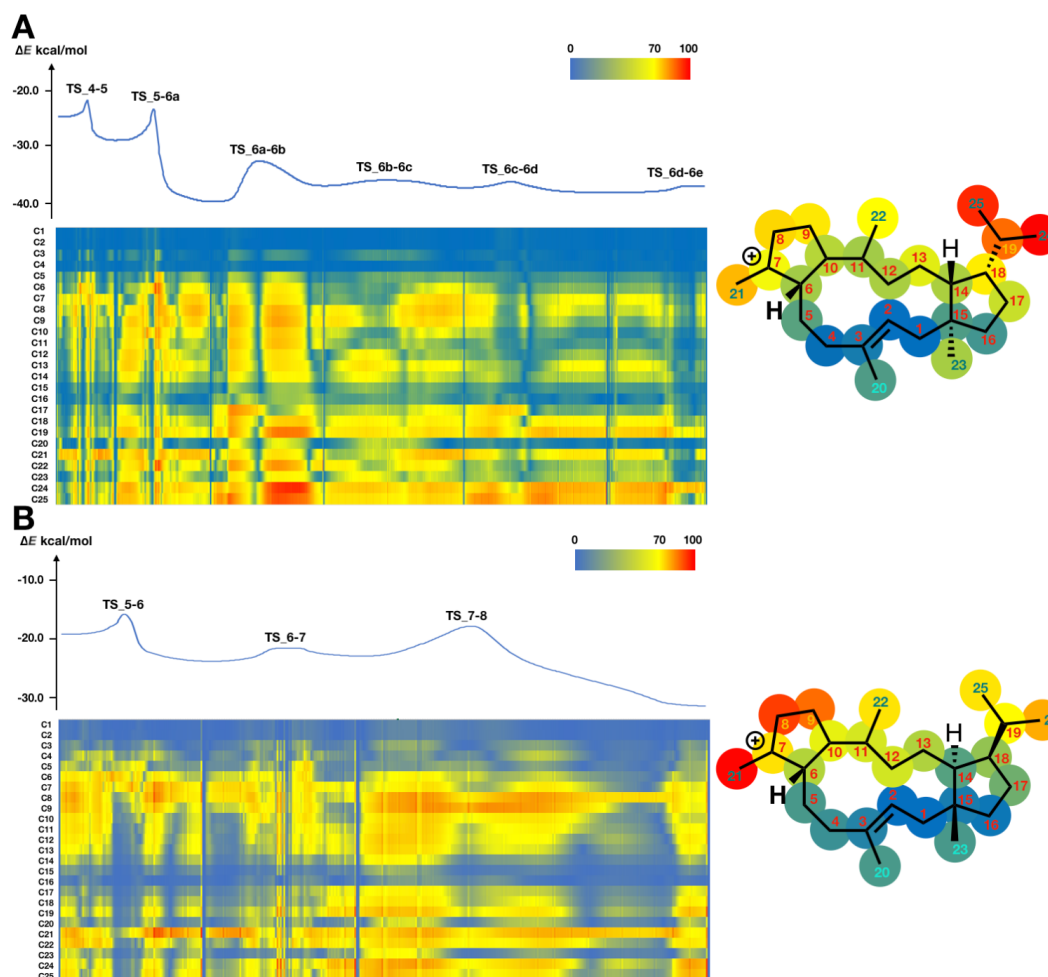 A
ΔE kcal/mol
0 70 100
-20.0
-30.0
-40.0
TS_4-5
TS_5-6a
TS_6a-6b
TS_6b-6c
TS_6c-6d
TS_6d-6e
C1
C2
C3
C4
C5
C6
C7
C8
C9
C10
C11
C12
C13
C14
C15
C16
C17
C18
C19
C20
C21
C22
C23
C24
C25
25
22
19
8
9
H
13
18
7
10
11
12
14
17
21
6
H
5
2
15
16
4
3
1
23
20
B
ΔE kcal/mol
0 70 100
-10.0
-20.0
-30.0
TS_5-6
TS_6-7
TS_7-8
C1
C2
C3
C4
C5
C6
C7
C8
C9
C10
C11
C12
C13
C14
C15
C16
C17
C18
C19
C20
C21
C22
C23
C24
25
22
8
9
19
H
7
10
11
13
18
21
6
12
14
17
H
5
2
15
16
4
3
1
23
20